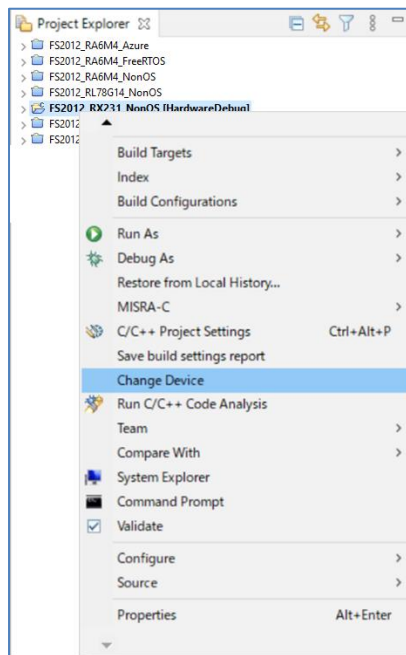 Project Explorer
FS2012_RA6M4_Azure
FS2012_RA6M4_FreeRTOS
FS2012_RA6M4_NonOS
FS2012_RL78G14_NonOS
FS2012_RX231_NonOS [HardwareDebug]
FS2012
FS2012
Build Targets
Index
Build Configurations
Run As
Debug As
Restore from Local History...
MISRA-C
C/C++ Project Settings Ctrl+Alt+P
Save build settings report
Change Device
Run C/C++ Code Analysis
Team
Compare With
System Explorer
Command Prompt
Validate
Configure
Source
Properties Alt+Enter